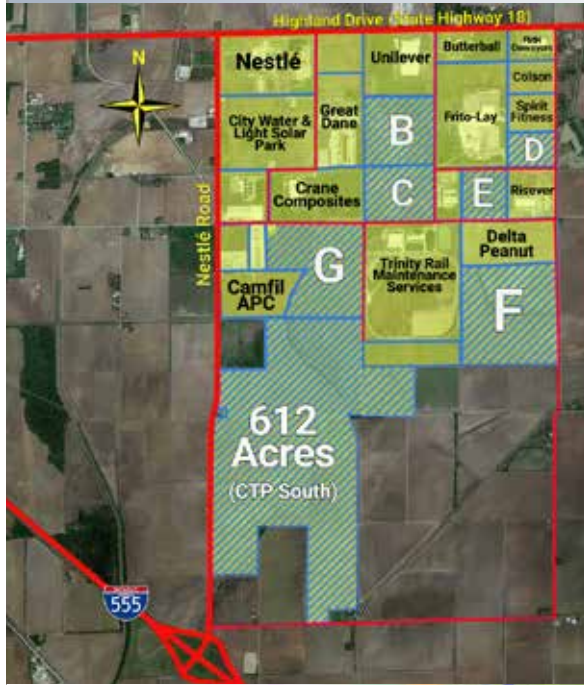 Highland Drive (State Highway 18)
N
Nestlé
Unilever
Butterball
Colson
City Water &
Light Solar
Park
Great
Dane
B
Frito-Lay
Spirit
Fitness
D
Crane
Composites
C
E
Risever
Nestlé Road
G
Trinity Rail
Maintenance
Services
Delta
Peanut
Camfil
APC
F
612
Acres
(CTP South)
555